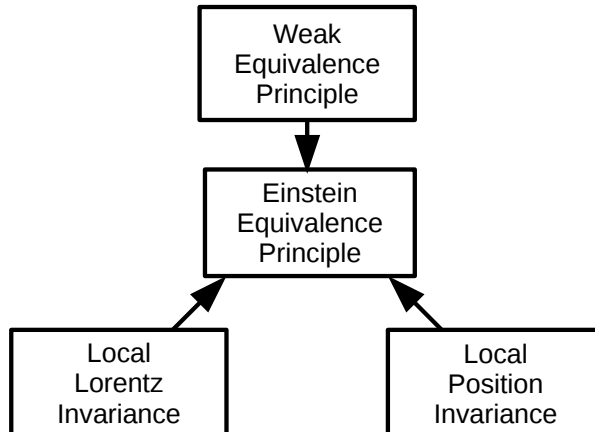 Weak
Equivalence
Principle
Einstein
Equivalence
Principle
Local
Lorentz
Invariance
Local
Position
Invariance